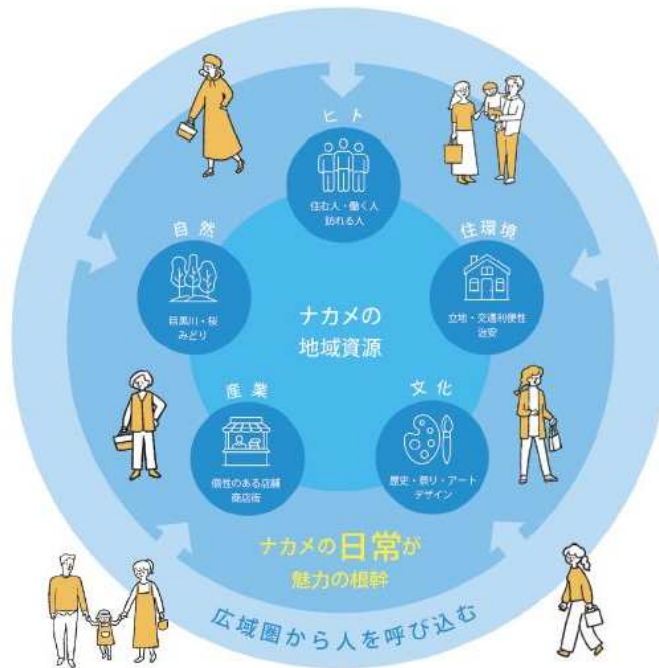 ヒト
住む人・働く人
訪れる人
自然
目黒川・桜
みどり
住環境
立地・交通利便性
治安
ナカメの
地域資源
産業
個性のある店舗
商店街
文化
歴史・祭り・アート
デザイン
ナカメの日常が
魅力の根幹
広域圏から人を呼び込む